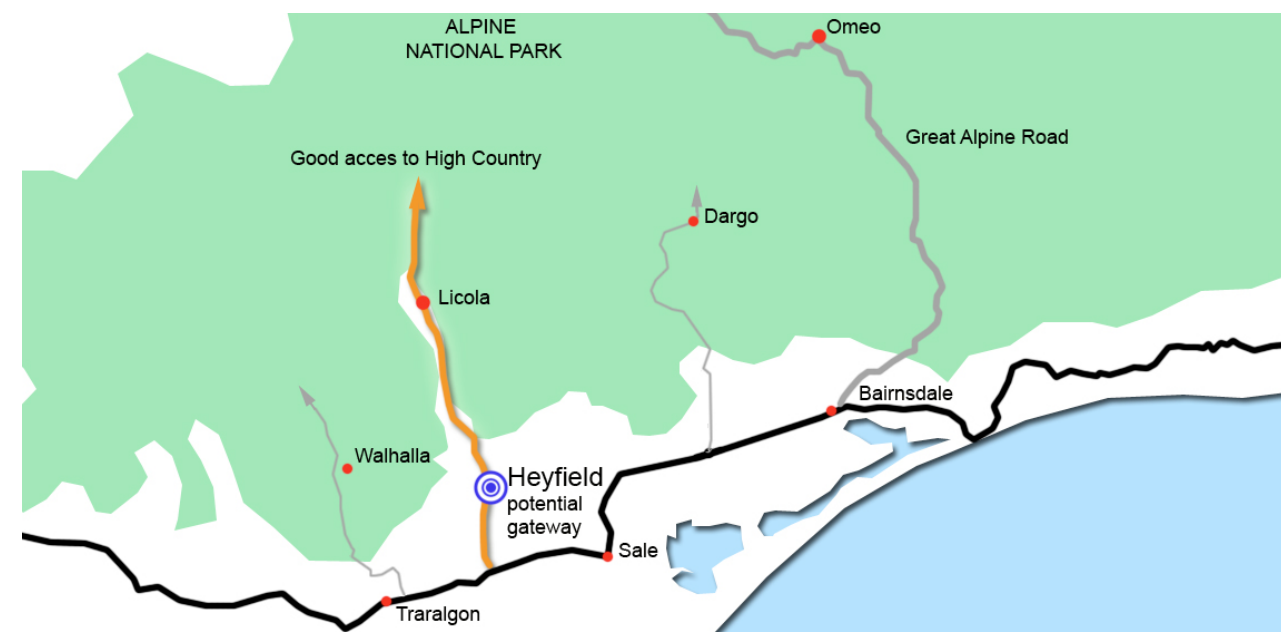 ALPINE
NATIONAL PARK
Omeo
Great Alpine Road
Good acces to High Country
Dargo
Licola
Bairnsdale
Walhalla
Heyfield
potential
gateway
Sale
Traralgon